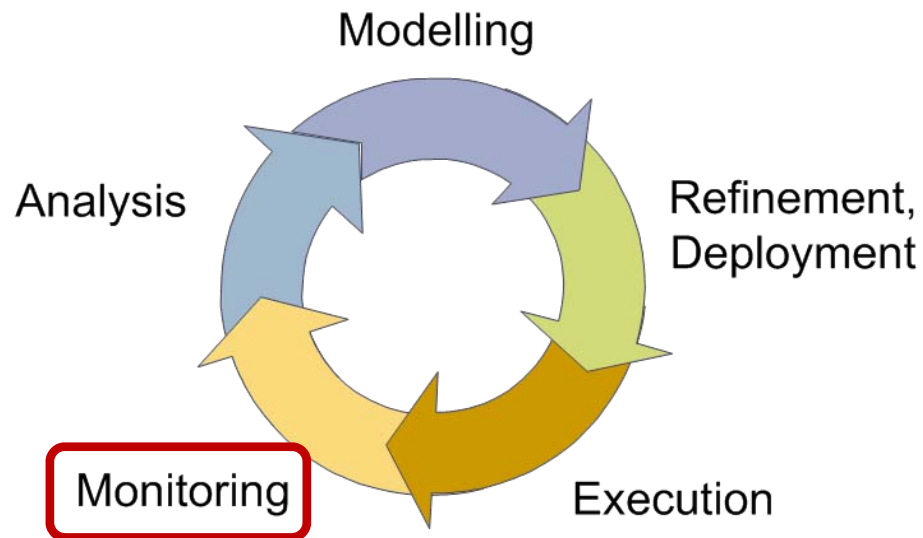 Modelling
Analysis
Refinement,
Deployment
Monitoring
Execution